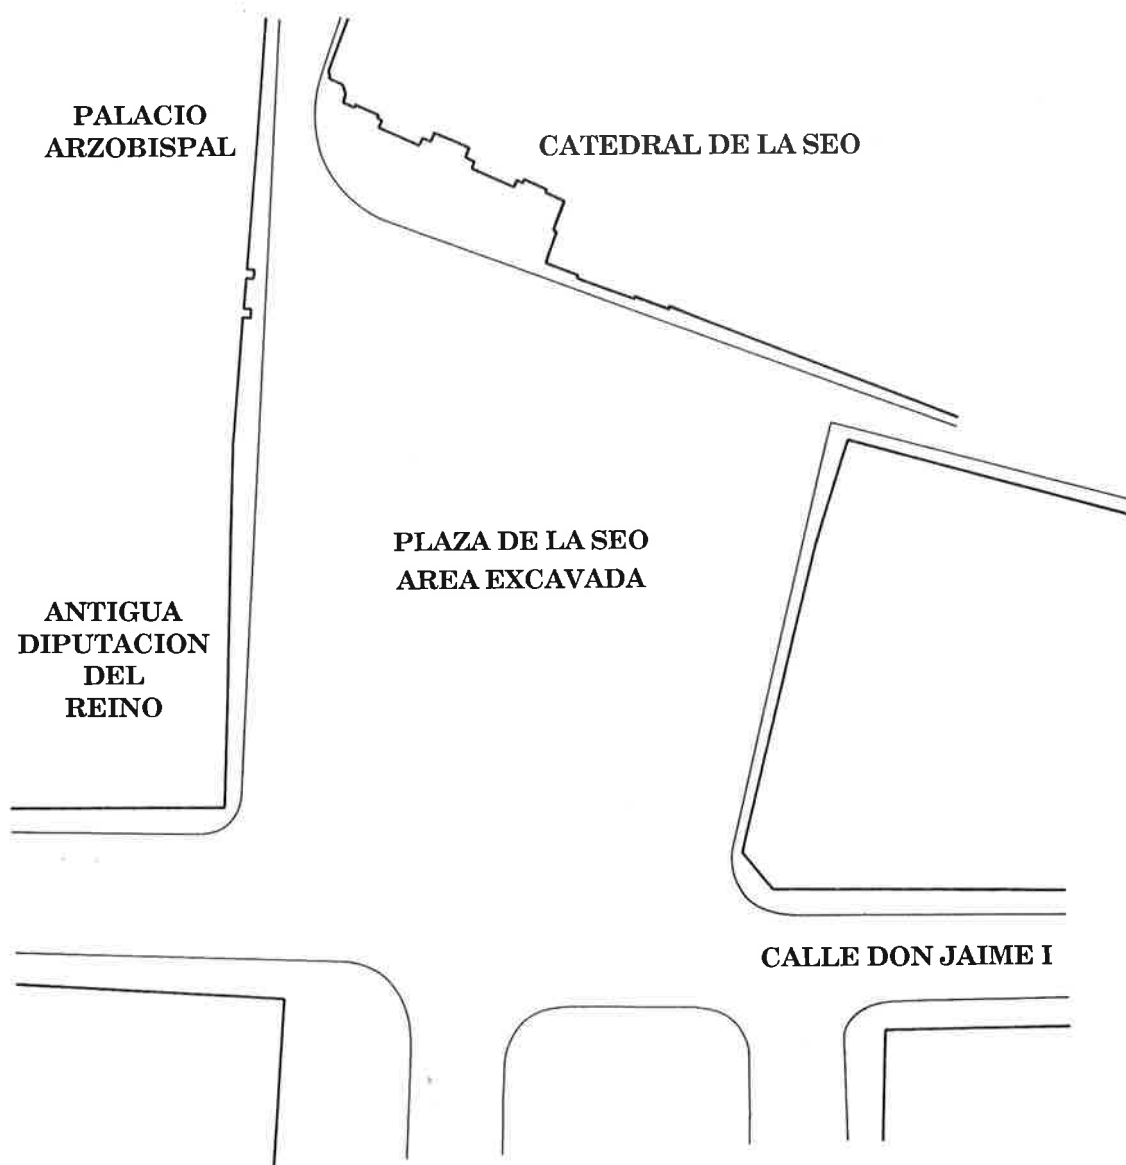 PALACIO
ARZOBISPAL
CATEDRAL DE LA SEO
PLAZA DE LA SEO
AREA EXCAVADA
ANTIGUA
DIPUTACION
DEL
REINO
CALLE DON JAIME I